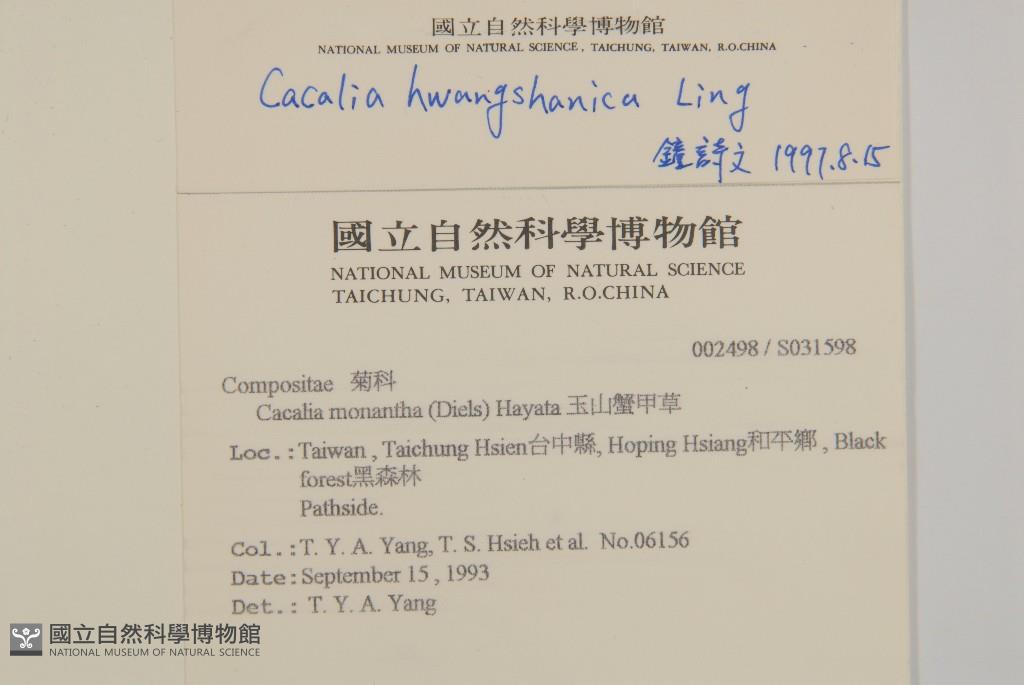 國立自然科學博物館
NATIONAL MUSEUM OF NATURAL SCIENCE, TAICHUNG, TAIWAN, R.O.CHINA
Cacalia hwangshanica Ling
鐘詩文 1997.8.15
國立自然科學博物館
NATIONAL MUSEUM OF NATURAL SCIENCE
TAICHUNG, TAIWAN, R.O.CHINA
002498 / S031598
Compositae 菊科
Cacalia monantha (Diels) Hayata 玉山蟹甲草
Loc.:Taiwan , Taichung Hsien台中縣, Hoping Hsiang和平鄉 , Black
forest黑森林
Pathside.
Col.:T. Y. A. Yang, T. S. Hsieh et al. No.06156
Date:September 15 , 1993
Det.: T. Y. A. Yang
國立自然科學博物館
NATIONAL MUSEUM OF NATURAL SCIENCE